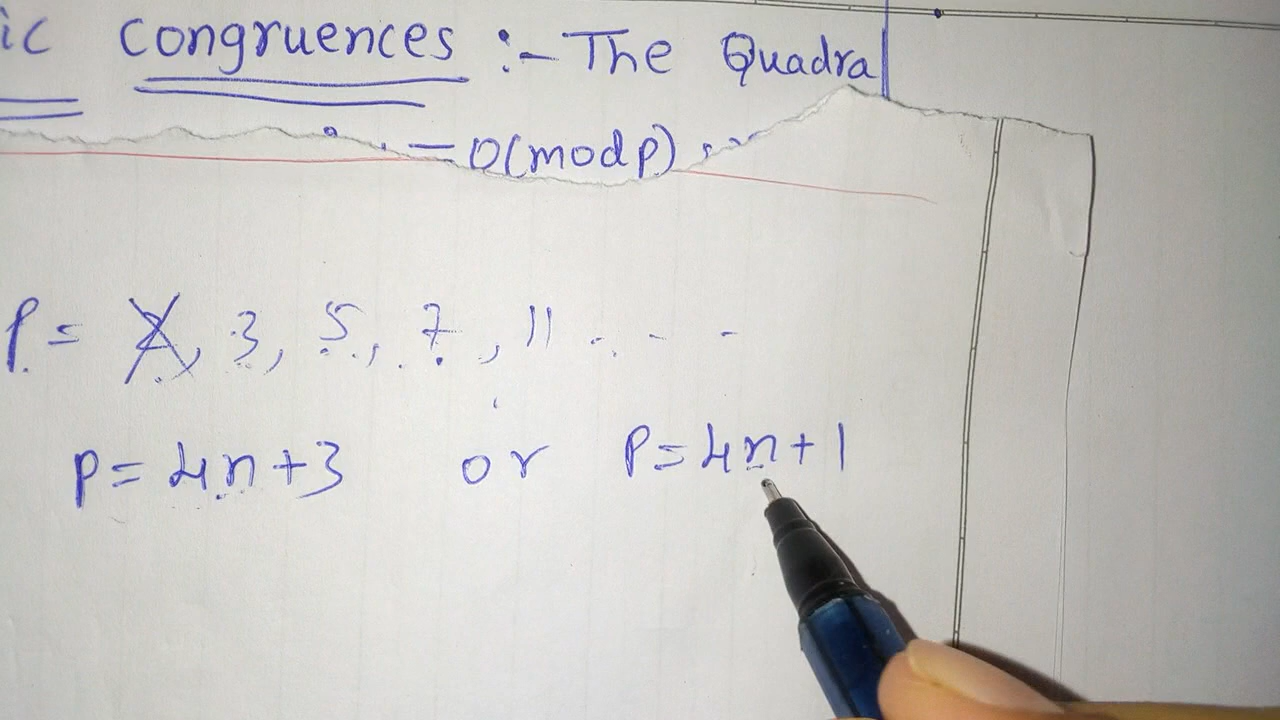 ic congruences :- The Quadra
= 0(mod p)
P = 2, 3, 5, 7, 11 . . - -
P = 4n + 3 or P = 4n + 1